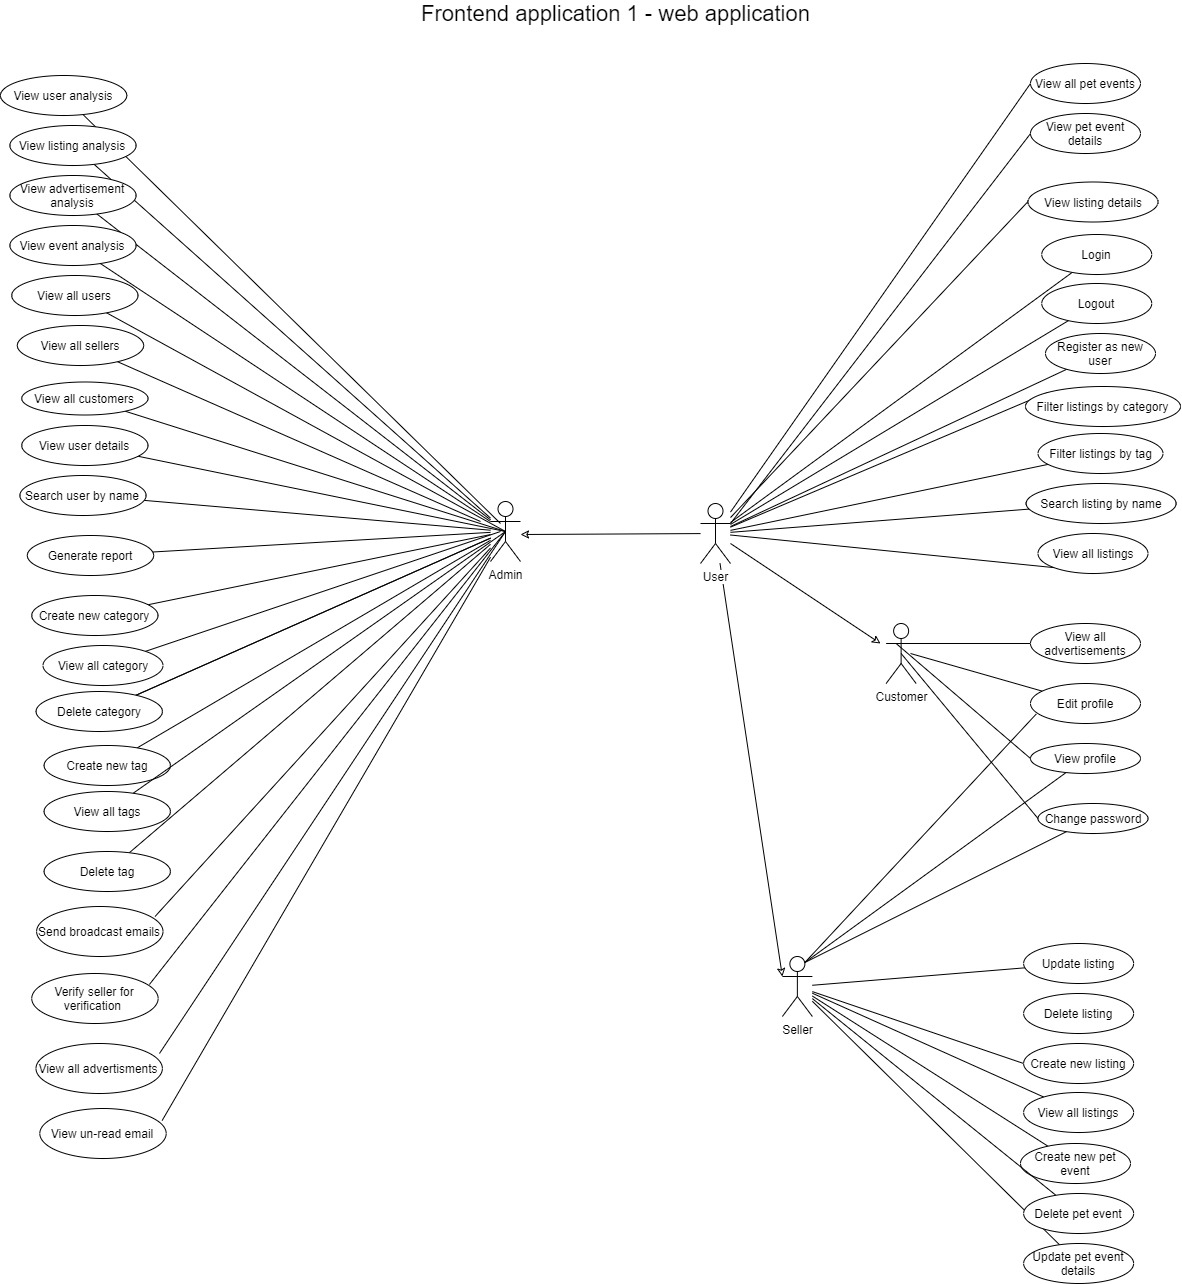 Frontend application 1 - web application
View user analysis
View listing analysis
View advertisement
analysis
View event analysis
View all users
View all sellers
View all customers
View user details
Search user by name
Generate report
Create new category
View all category
Delete category
Create new tag
View all tags
Delete tag
Send broadcast emails
Verify seller for
verification
View all advertisments
View un-read email
Admin
User
Customer
Seller
View all pet events
View pet event
details
View listing details
Login
Logout
Register as new
user
Filter listings by category
Filter listings by tag
Search listing by name
View all listings
View all
advertisements
Edit profile
View profile
Change password
Update listing
Delete listing
Create new listing
View all listings
Create new pet
event
Delete pet event
Update pet event
details